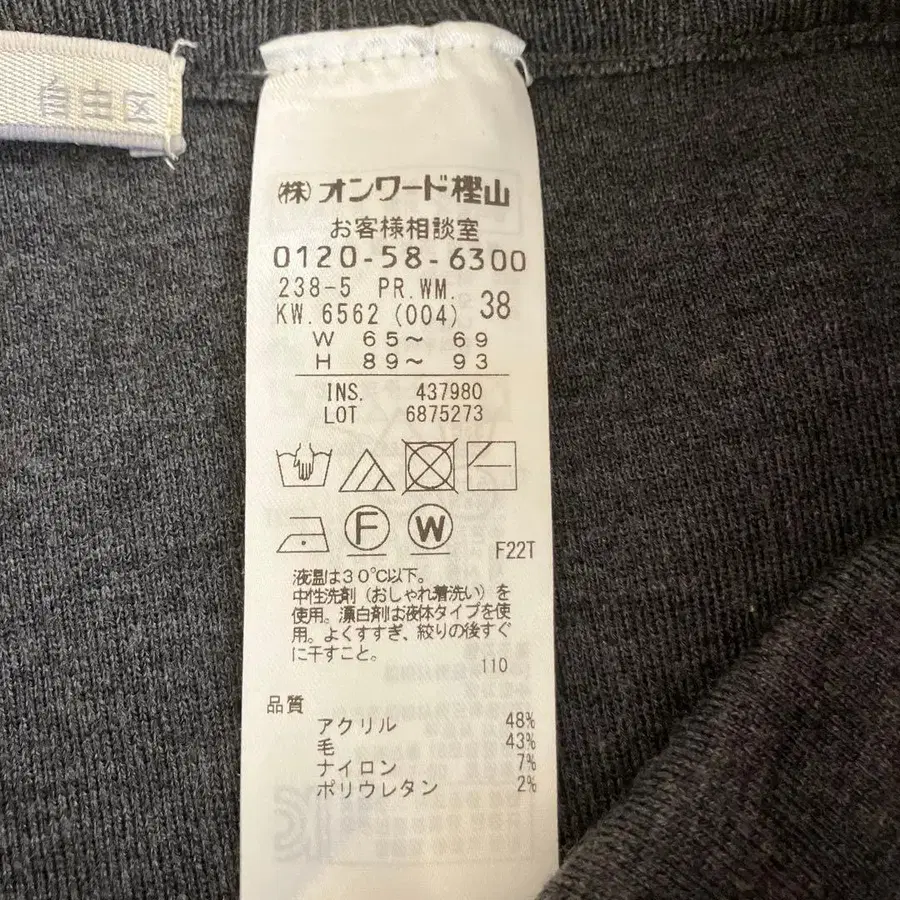 自由区
(株)オンワード樫山
お客様相談室
0120-58-6300
238-5 PR.WM.
KW.6562(004) 38
W 65〜 69
H 89〜 93
INS. 437980
LOT 6875273
F
W
F22T
液温は30℃以下。
中性洗剤(おしゃれ着洗い)を
使用。漂白剤は液体タイプを使
用。よくすすぎ、絞りの後すぐ
に干すこと。
110
品質
アクリル 48%
毛 43%
ナイロン 7%
ポリウレタン 2%